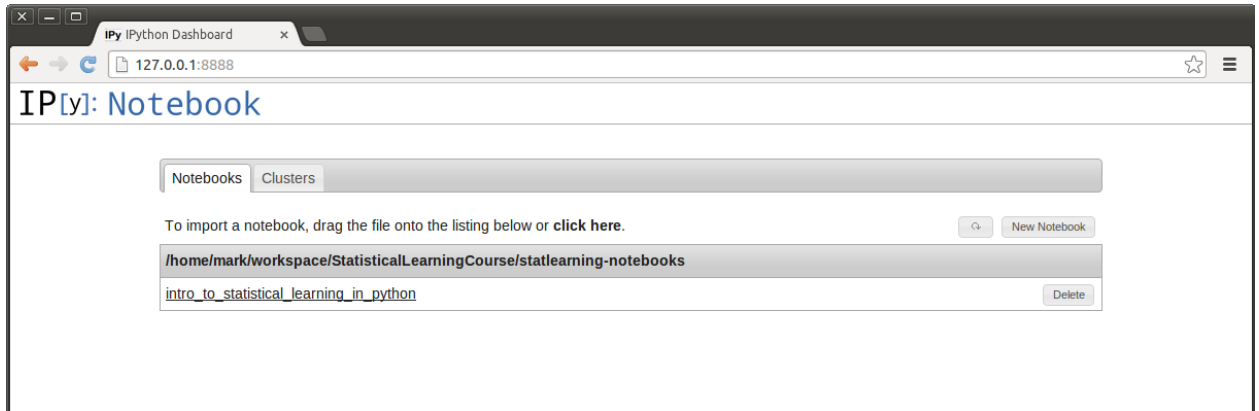 IPy IPython Dashboard
127.0.0.1:8888
IP[y]: Notebook
Notebooks Clusters
To import a notebook, drag the file onto the listing below or click here. New Notebook
/home/mark/workspace/StatisticalLearningCourse/statlearning-notebooks
intro_to_statistical_learning_in_python Delete